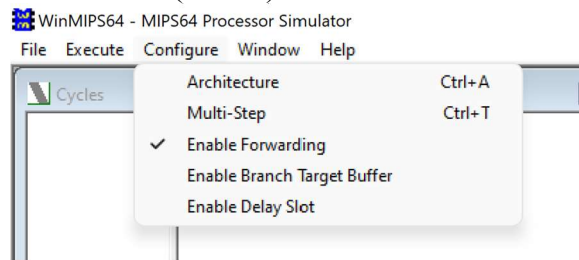 WinMIPS64 - MIPS64 Processor Simulator
File Execute Configure Window Help
Cycles
Architecture Ctrl+A
Multi-Step Ctrl+T
Enable Forwarding
Enable Branch Target Buffer
Enable Delay Slot